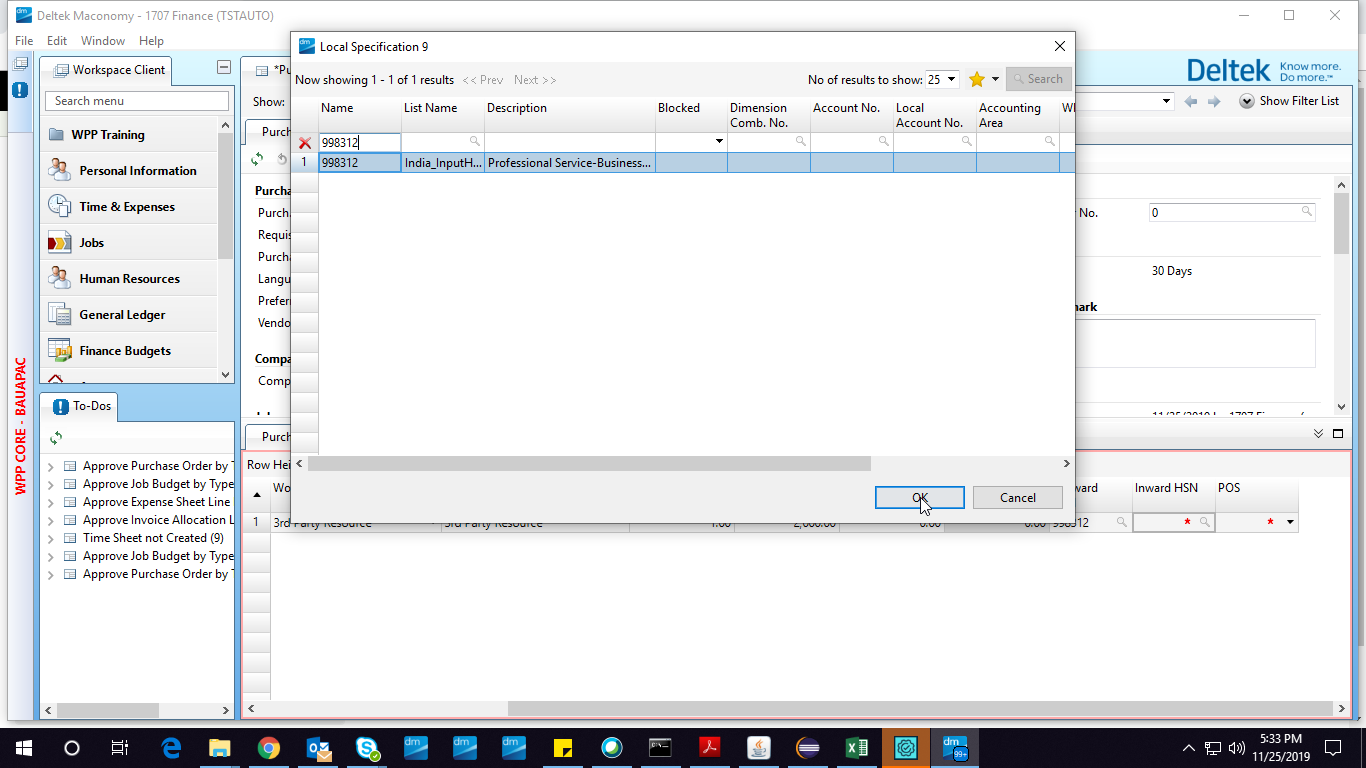 Deltek Maconomy - 1707 Finance (TSTAUTO)
File Edit Window Help
Workspace Client
Search menu
WPP Training
Personal Information
Time & Expenses
Jobs
Human Resources
General Ledger
Finance Budgets
WPP CORE - BAUAPAC
To-Dos
Approve Purchase Order by T
Approve Job Budget by Type
Approve Expense Sheet Line
Approve Invoice Allocation L
Time Sheet not Created (9)
Approve Job Budget by Type
Approve Purchase Order by T
*Pu
Show:
Purch
Purcha
Purch
Requis
Purcha
Langu
Prefer
Vendo
Compa
Comp
Local Specification 9
Now showing 1 - 1 of 1 results << Prev Next >> No of results to show: 25 Search
Name List Name Description Blocked Dimension Comb. No. Account No. Local Account No. Accounting Area
998312
1 998312 India_InputH... Professional Service-Business...
OK Cancel
Deltek Know more. Do more.™
Show Filter List
No. 0
30 Days
mark
Purch
Row Hei
Wo ward Inward HSN POS
1 3rd Party Resource 3rd Party Resource 1.00 2,000.00 0.00 0.00 998312 * *
99+
5:33 PM
11/25/2019